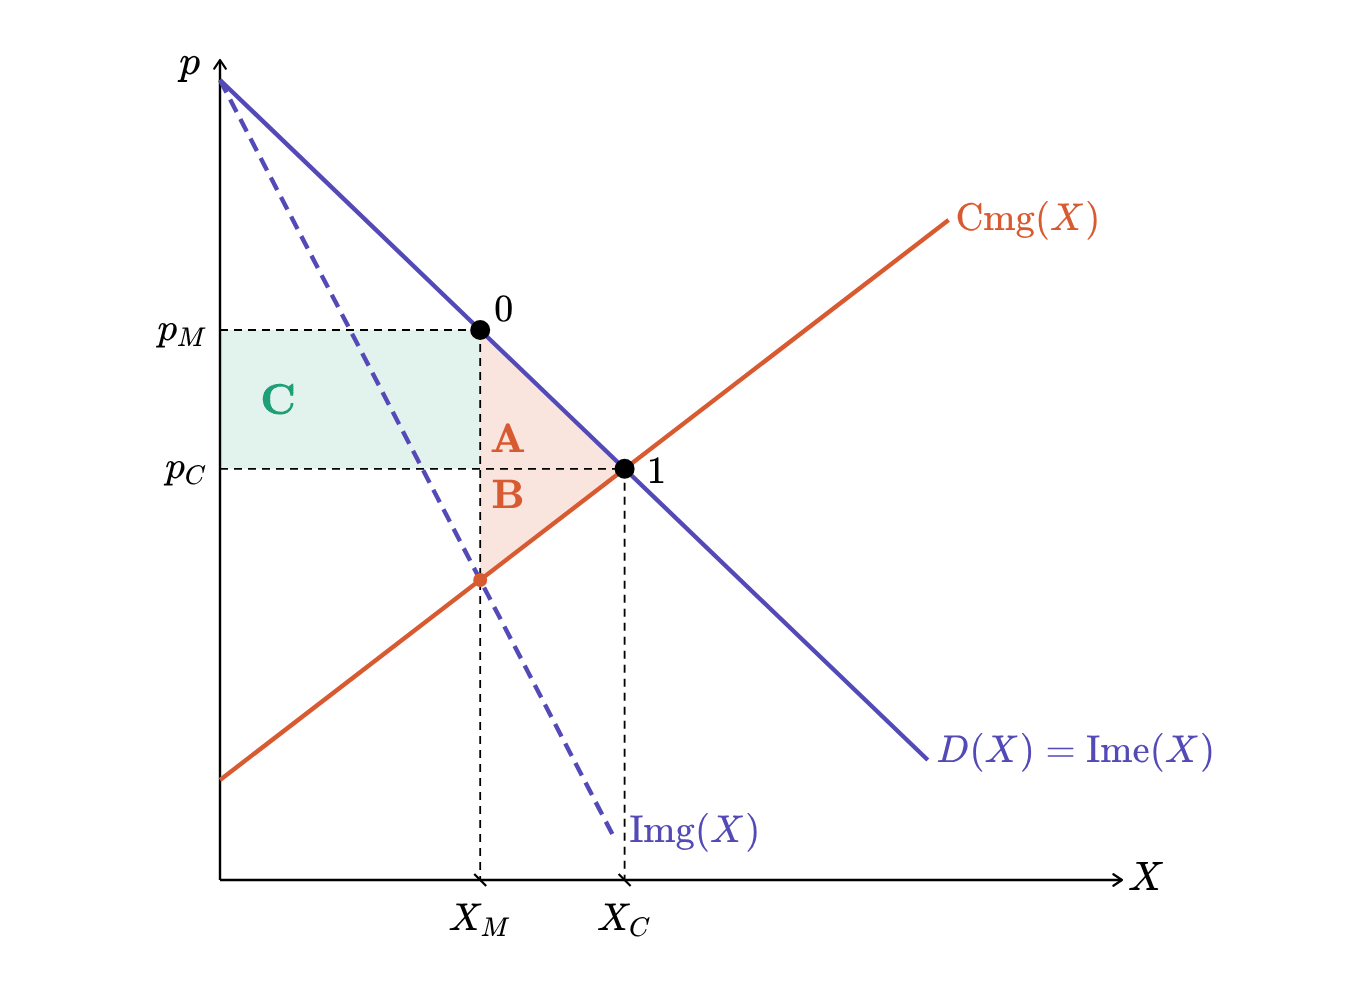 p
Cmg(X)
0
p_M
C
A
p_C
1
B
D(X) = Ime(X)
Img(X)
X
X_M
X_C